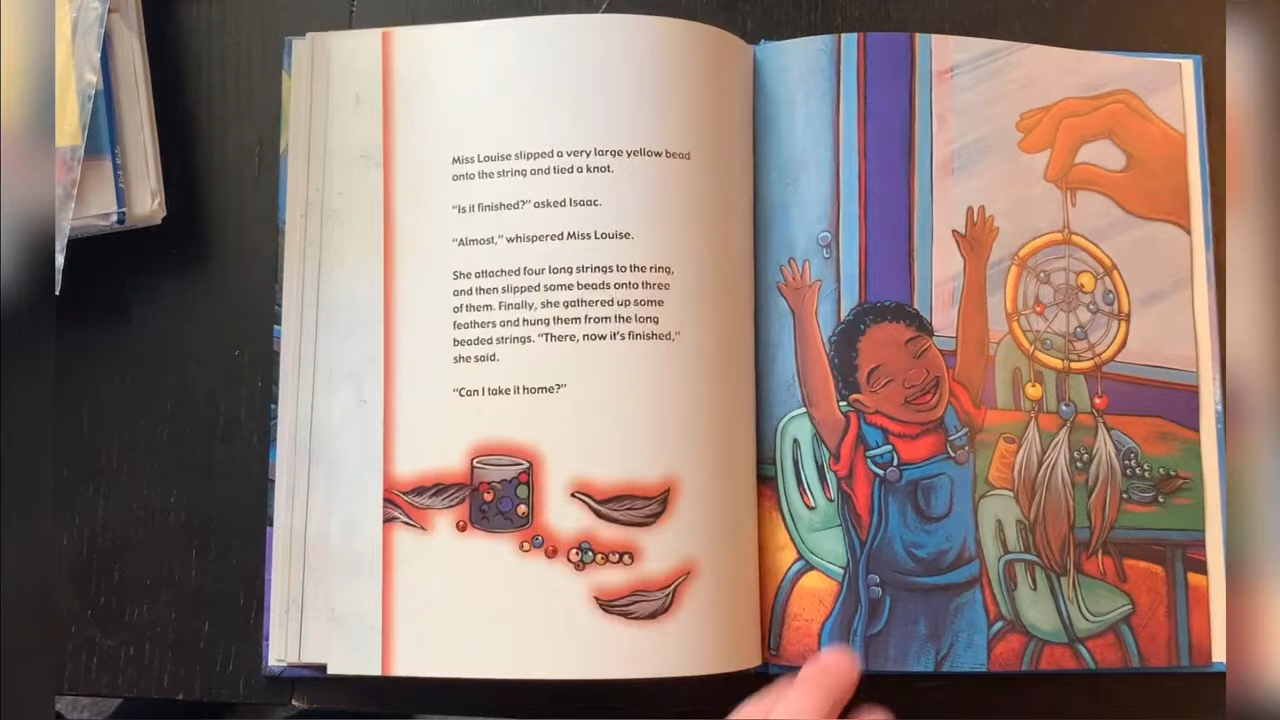 Miss Louise slipped a very large yellow bead
onto the string and tied a knot.
“Is it finished?” asked Isaac.
“Almost,” whispered Miss Louise.
She attached four long strings to the ring,
and then slipped some beads onto three
of them. Finally, she gathered up some
feathers and hung them from the long
beaded strings. “There, now it’s finished,”
she said.
“Can I take it home?”